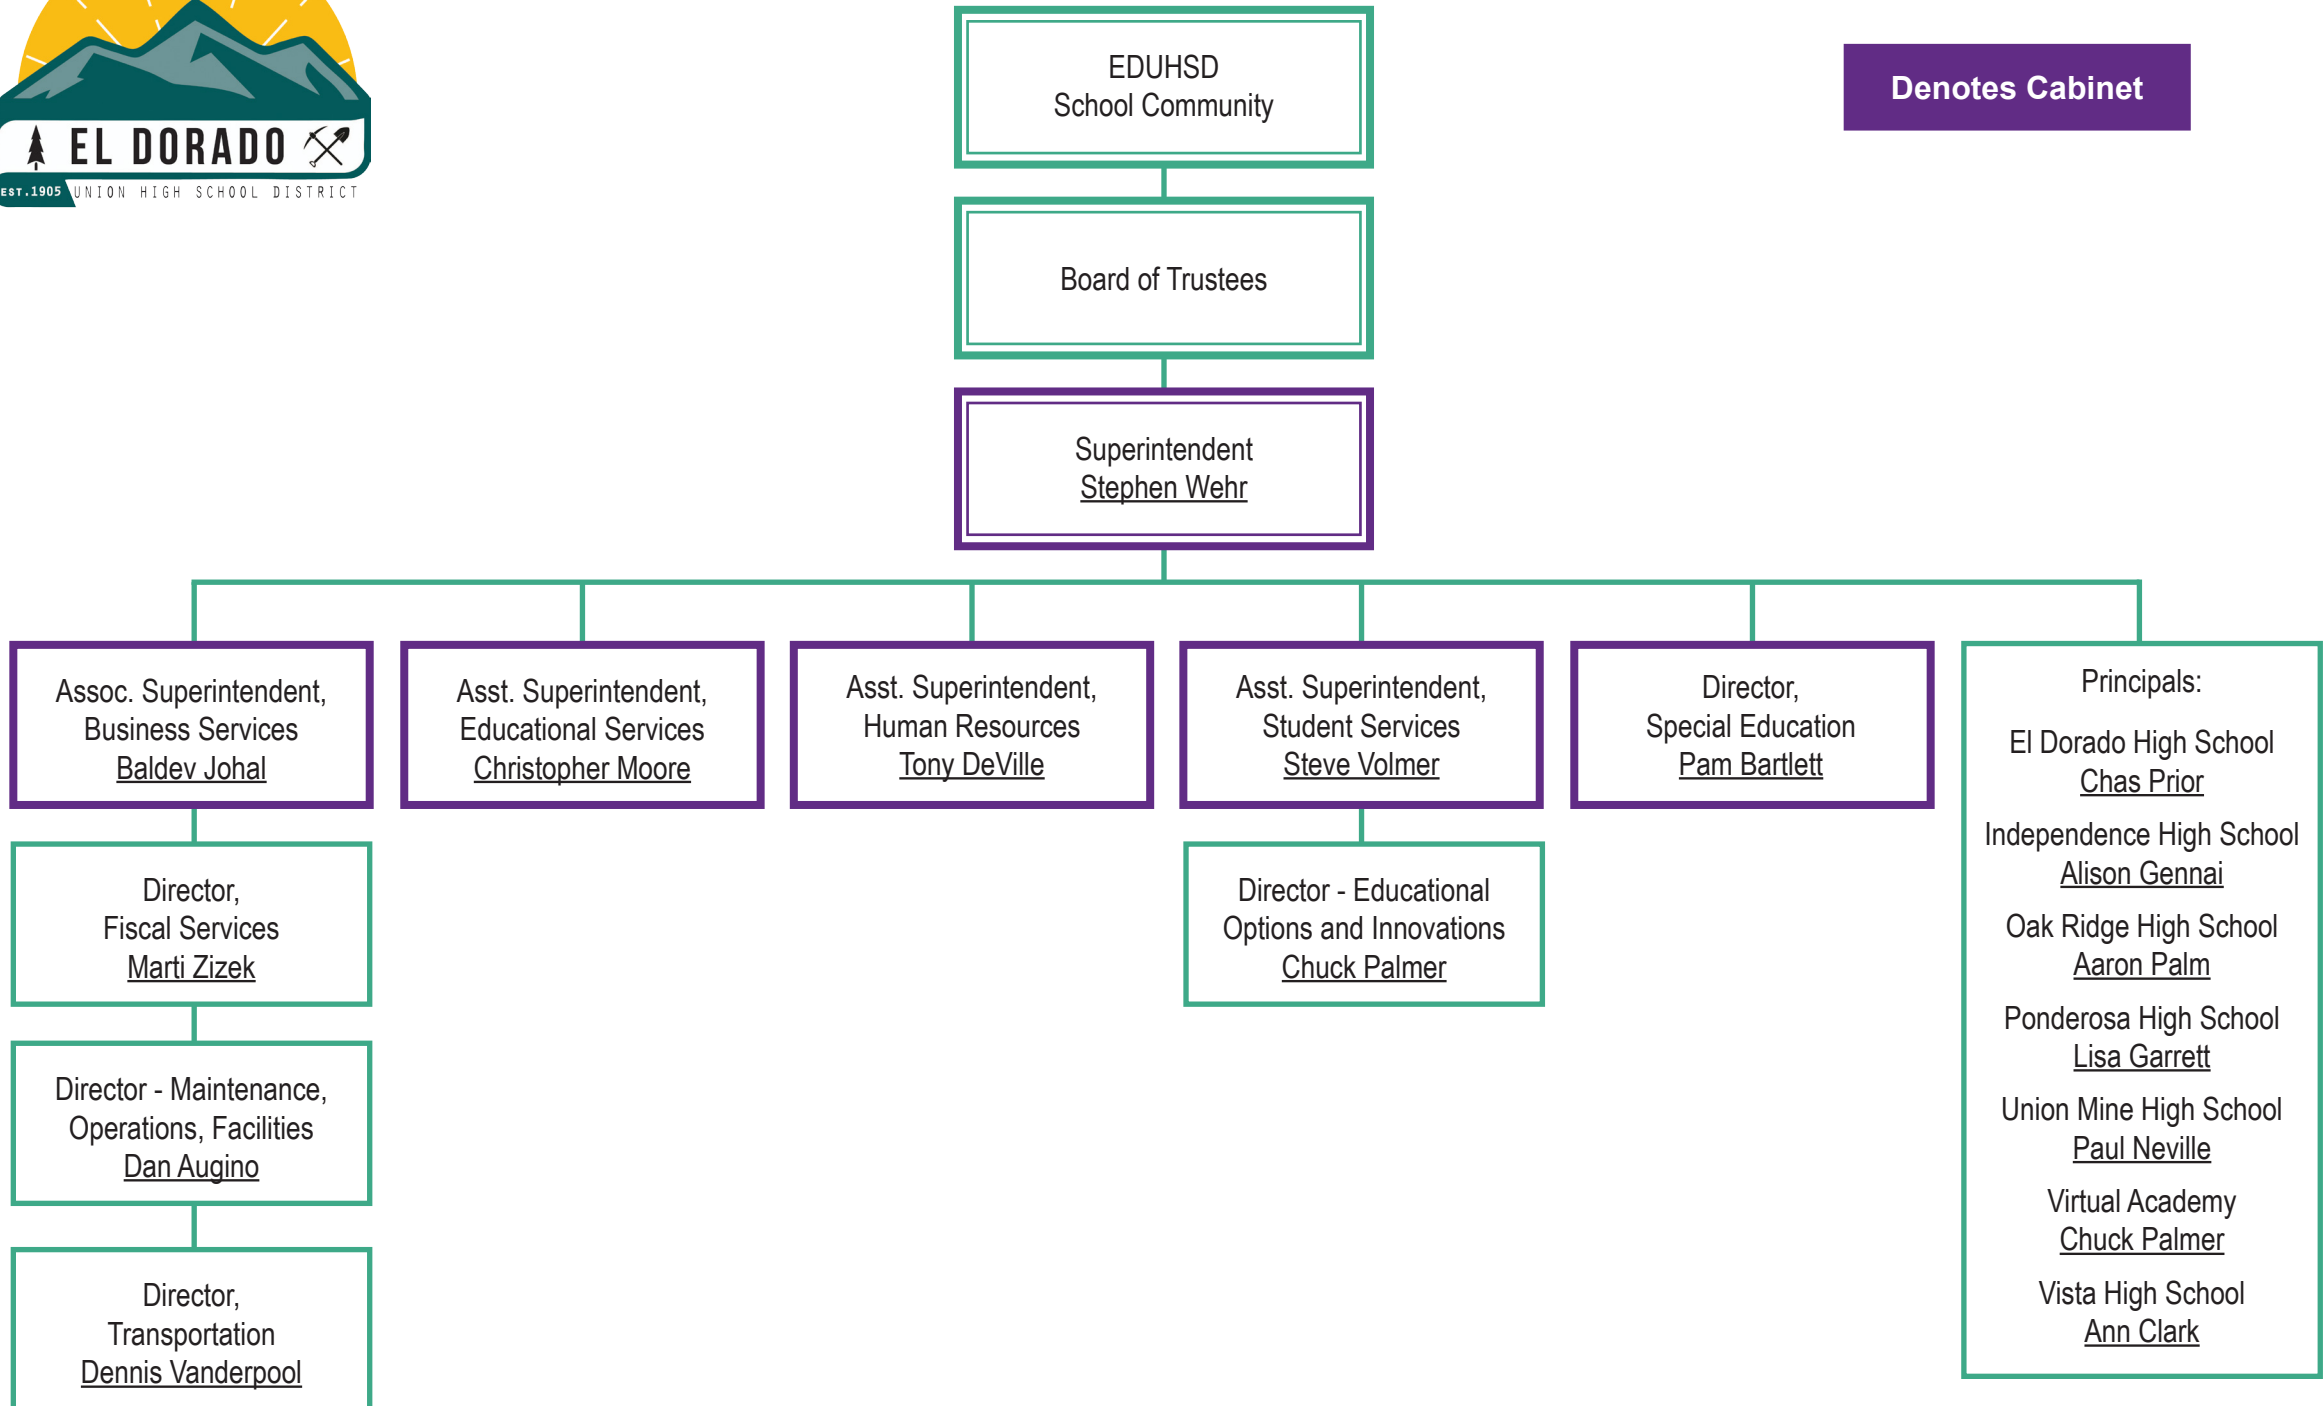 EL DORADO
EST.1905 UNION HIGH SCHOOL DISTRICT
EDUHSD
School Community
Denotes Cabinet
Board of Trustees
Superintendent
Stephen Wehr
Assoc. Superintendent,
Business Services
Baldev Johal
Asst. Superintendent,
Educational Services
Christopher Moore
Asst. Superintendent,
Human Resources
Tony DeVille
Asst. Superintendent,
Student Services
Steve Volmer
Director,
Special Education
Pam Bartlett
Principals:
El Dorado High School
Chas Prior
Independence High School
Alison Gennai
Oak Ridge High School
Aaron Palm
Ponderosa High School
Lisa Garrett
Union Mine High School
Paul Neville
Virtual Academy
Chuck Palmer
Vista High School
Ann Clark
Director,
Fiscal Services
Marti Zizek
Director - Educational
Options and Innovations
Chuck Palmer
Director - Maintenance,
Operations, Facilities
Dan Augino
Director,
Transportation
Dennis Vanderpool